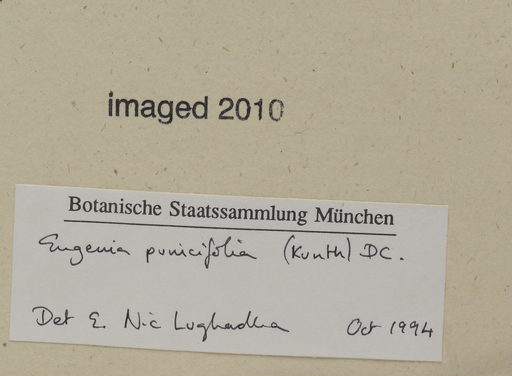 imaged 2010
Botanische Staatssammlung München
Eugenia punicifolia (Kunth) DC.
Det E. Nic Lughadha Oct 1994